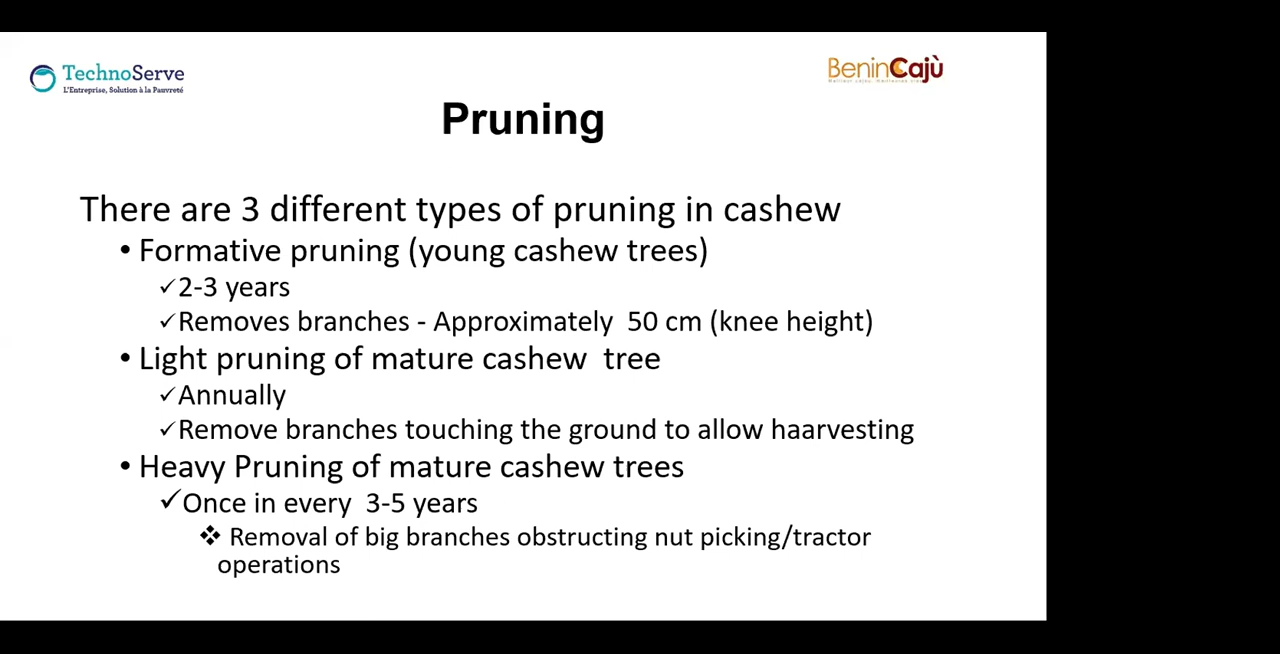 TechnoServe
L'Entreprise, Solution à la Pauvreté
BeninCajù
Pruning
There are 3 different types of pruning in cashew
• Formative pruning (young cashew trees)
✓2-3 years
✓Removes branches - Approximately 50 cm (knee height)
• Light pruning of mature cashew tree
✓Annually
✓Remove branches touching the ground to allow haarvesting
• Heavy Pruning of mature cashew trees
✓Once in every 3-5 years
❖ Removal of big branches obstructing nut picking/tractor
operations